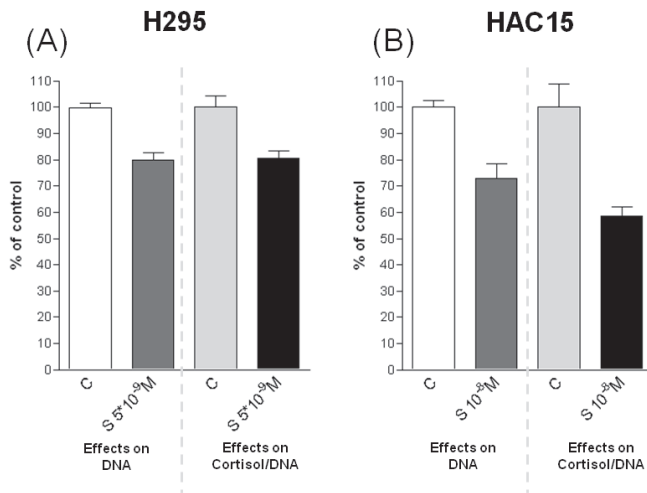 (A) H295
% of control
110
100
90
80
70
60
50
40
30
20
10
0
C
S 5*10-9M
C
S 5*10-9M
Effects on
DNA
Effects on
Cortisol/DNA
(B) HAC15
% of control
110
100
90
80
70
60
50
40
30
20
10
0
C
S 10-8M
C
S 10-8M
Effects on
DNA
Effects on
Cortisol/DNA